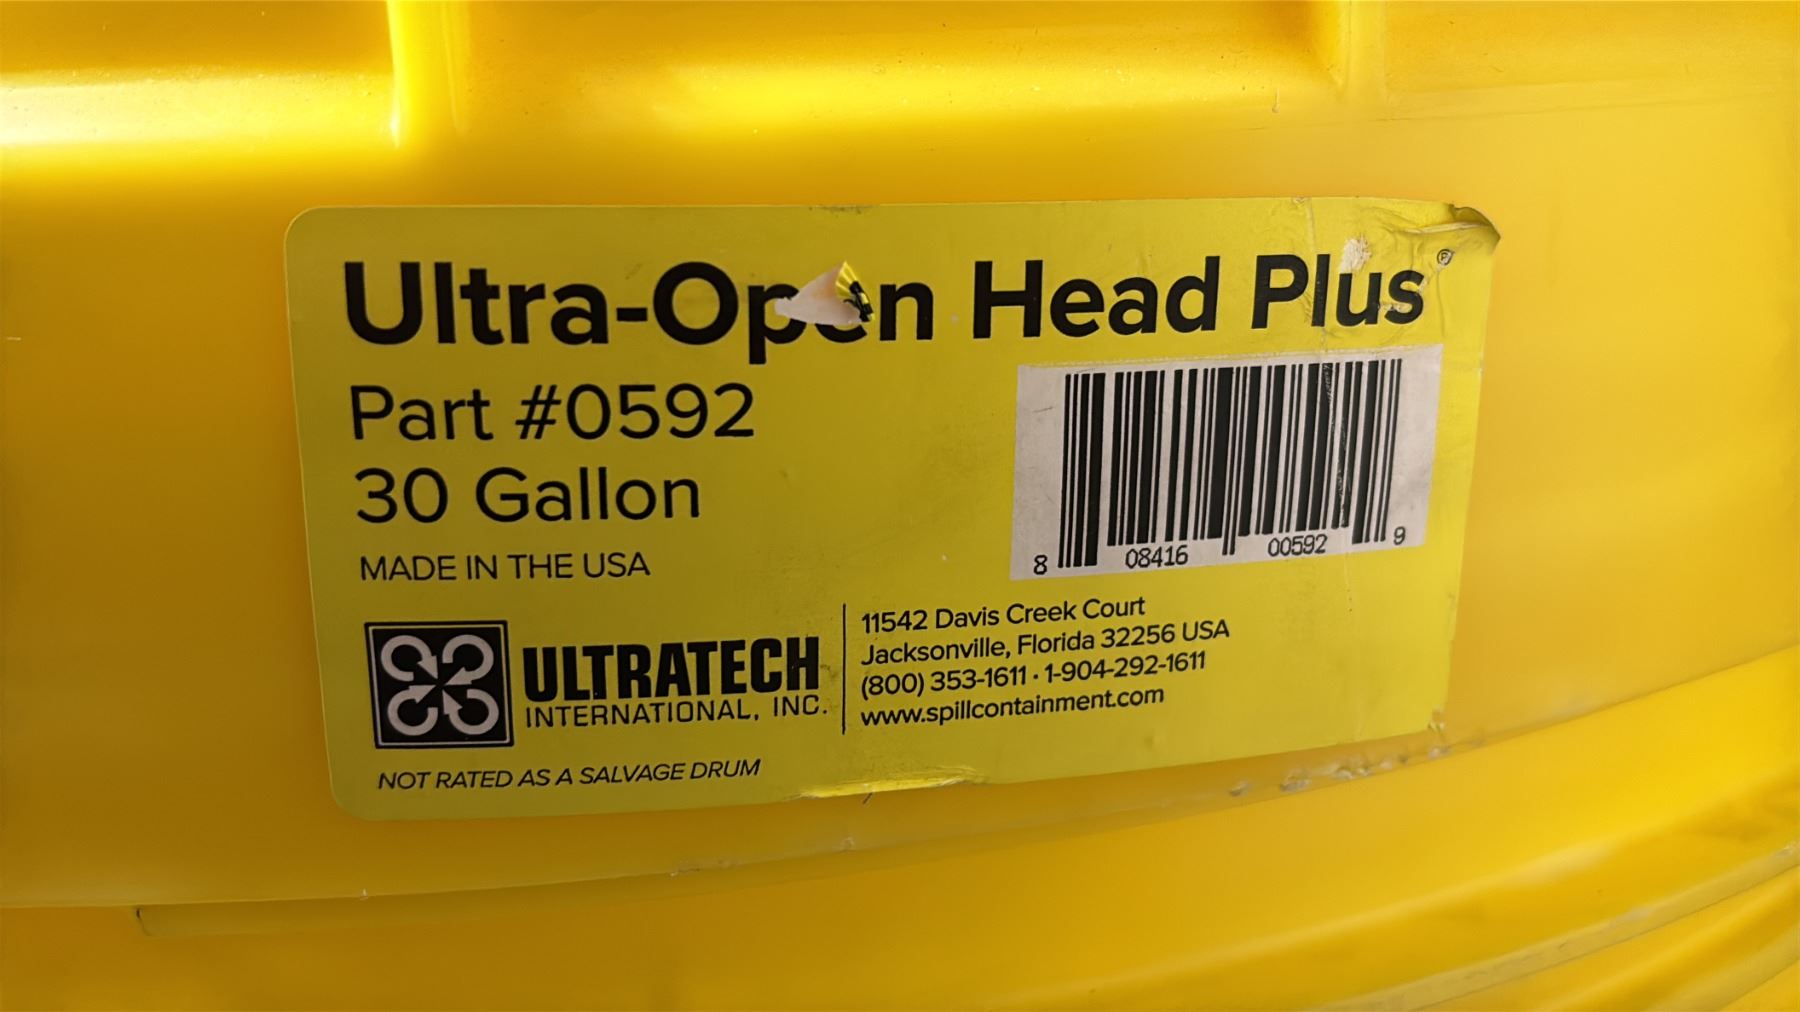 Ultra-Open Head Plus®
Part #0592
30 Gallon
MADE IN THE USA
8 08416 00592 9
ULTRATECH
INTERNATIONAL, INC.
11542 Davis Creek Court
Jacksonville, Florida 32256 USA
(800) 353-1611 • 1-904-292-1611
www.spillcontainment.com
NOT RATED AS A SALVAGE DRUM